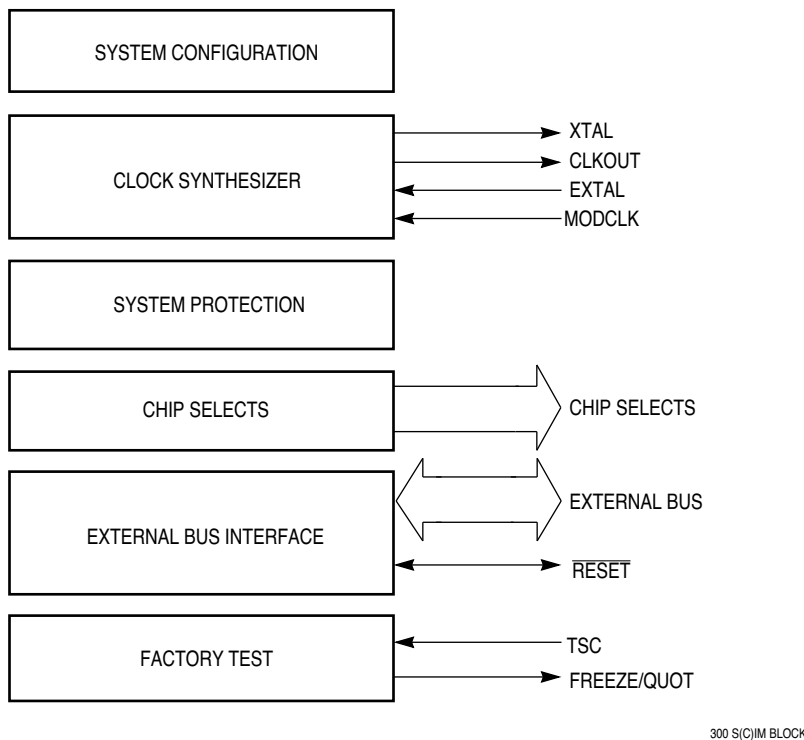 SYSTEM CONFIGURATION
CLOCK SYNTHESIZER
XTAL
CLKOUT
EXTAL
MODCLK
SYSTEM PROTECTION
CHIP SELECTS
CHIP SELECTS
EXTERNAL BUS INTERFACE
EXTERNAL BUS
RESET
FACTORY TEST
TSC
FREEZE/QUOT
300 S(C)IM BLOCK